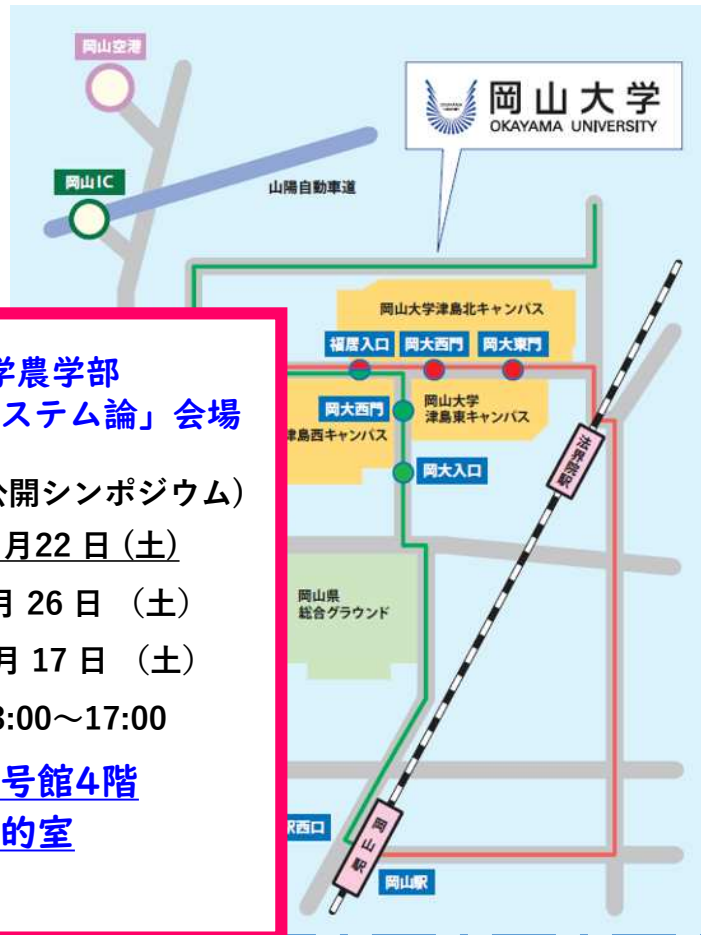 岡山空港
岡山大学
OKAYAMA UNIVERSITY
岡山IC
山陽自動車道
岡山大学津島北キャンパス
福居入口
岡大西門
岡大東門
岡大西門
岡山大学
津島東キャンパス
津島西キャンパス
岡大入口
法界院駅
岡山県
総合グラウンド
駅西口
岡山駅
岡山駅
学農学部
ステム論」会場
公開シンポジウム)
月22 日 (土)
月 26 日 （土）
月 17 日 （土）
3:00～17:00
号館4階
的室